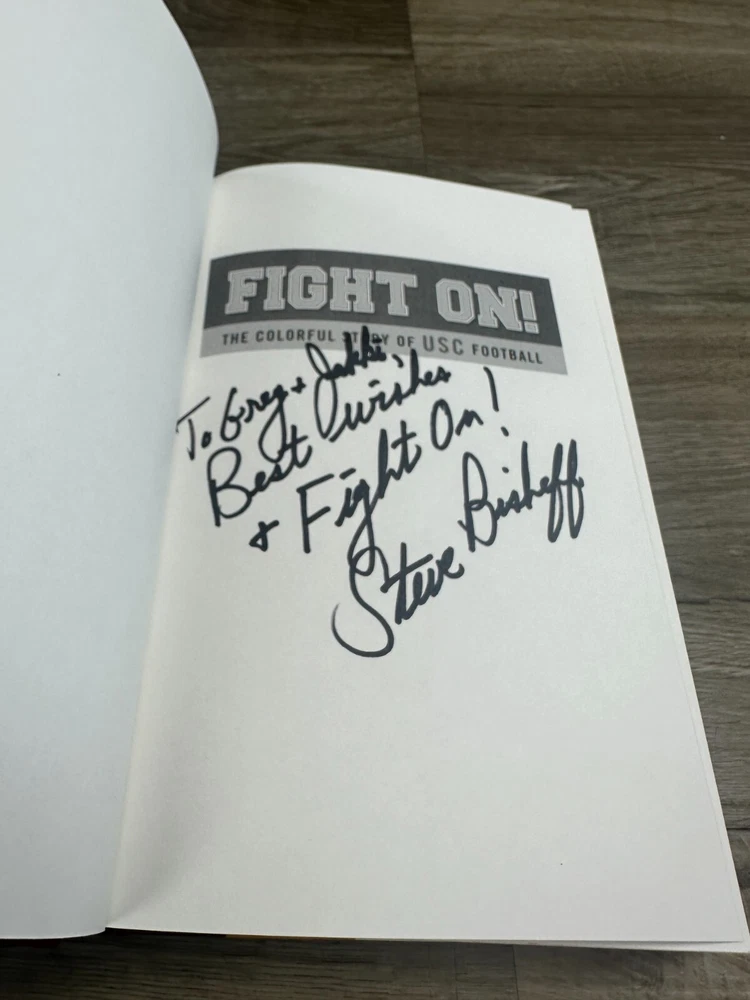 FIGHT ON!
THE COLORFUL STORY OF USC FOOTBALL
To Greg + Jakki,
Best wishes
+ Fight On!
Steve Bisheff